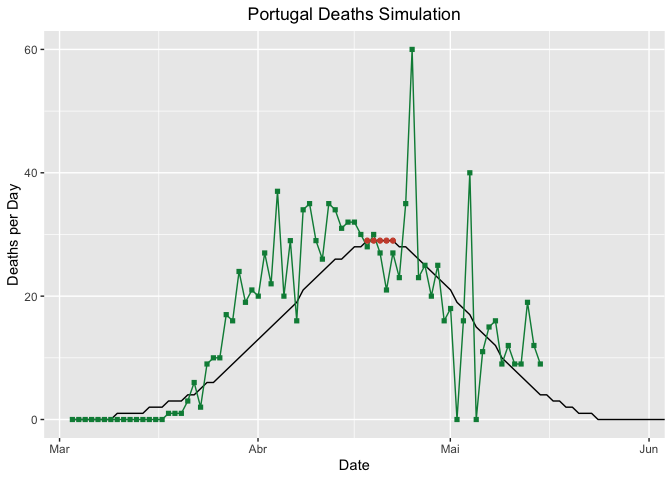 Portugal Deaths Simulation
60
40
20
0
Deaths per Day
Mar
Abr
Mai
Jun
Date